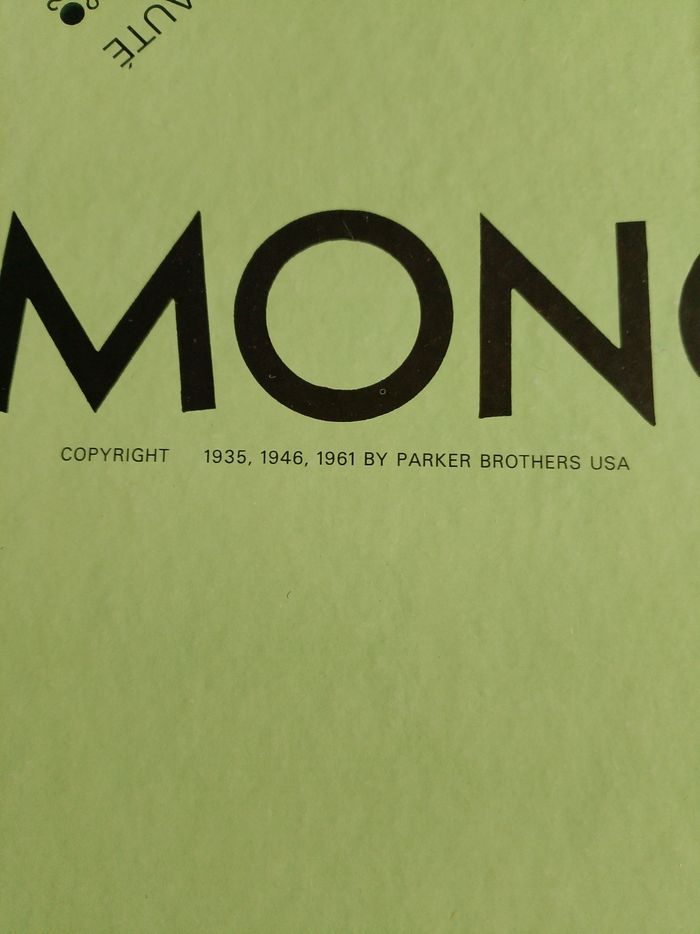 AUTÉ
MONO
COPYRIGHT 1935, 1946, 1961 BY PARKER BROTHERS USA